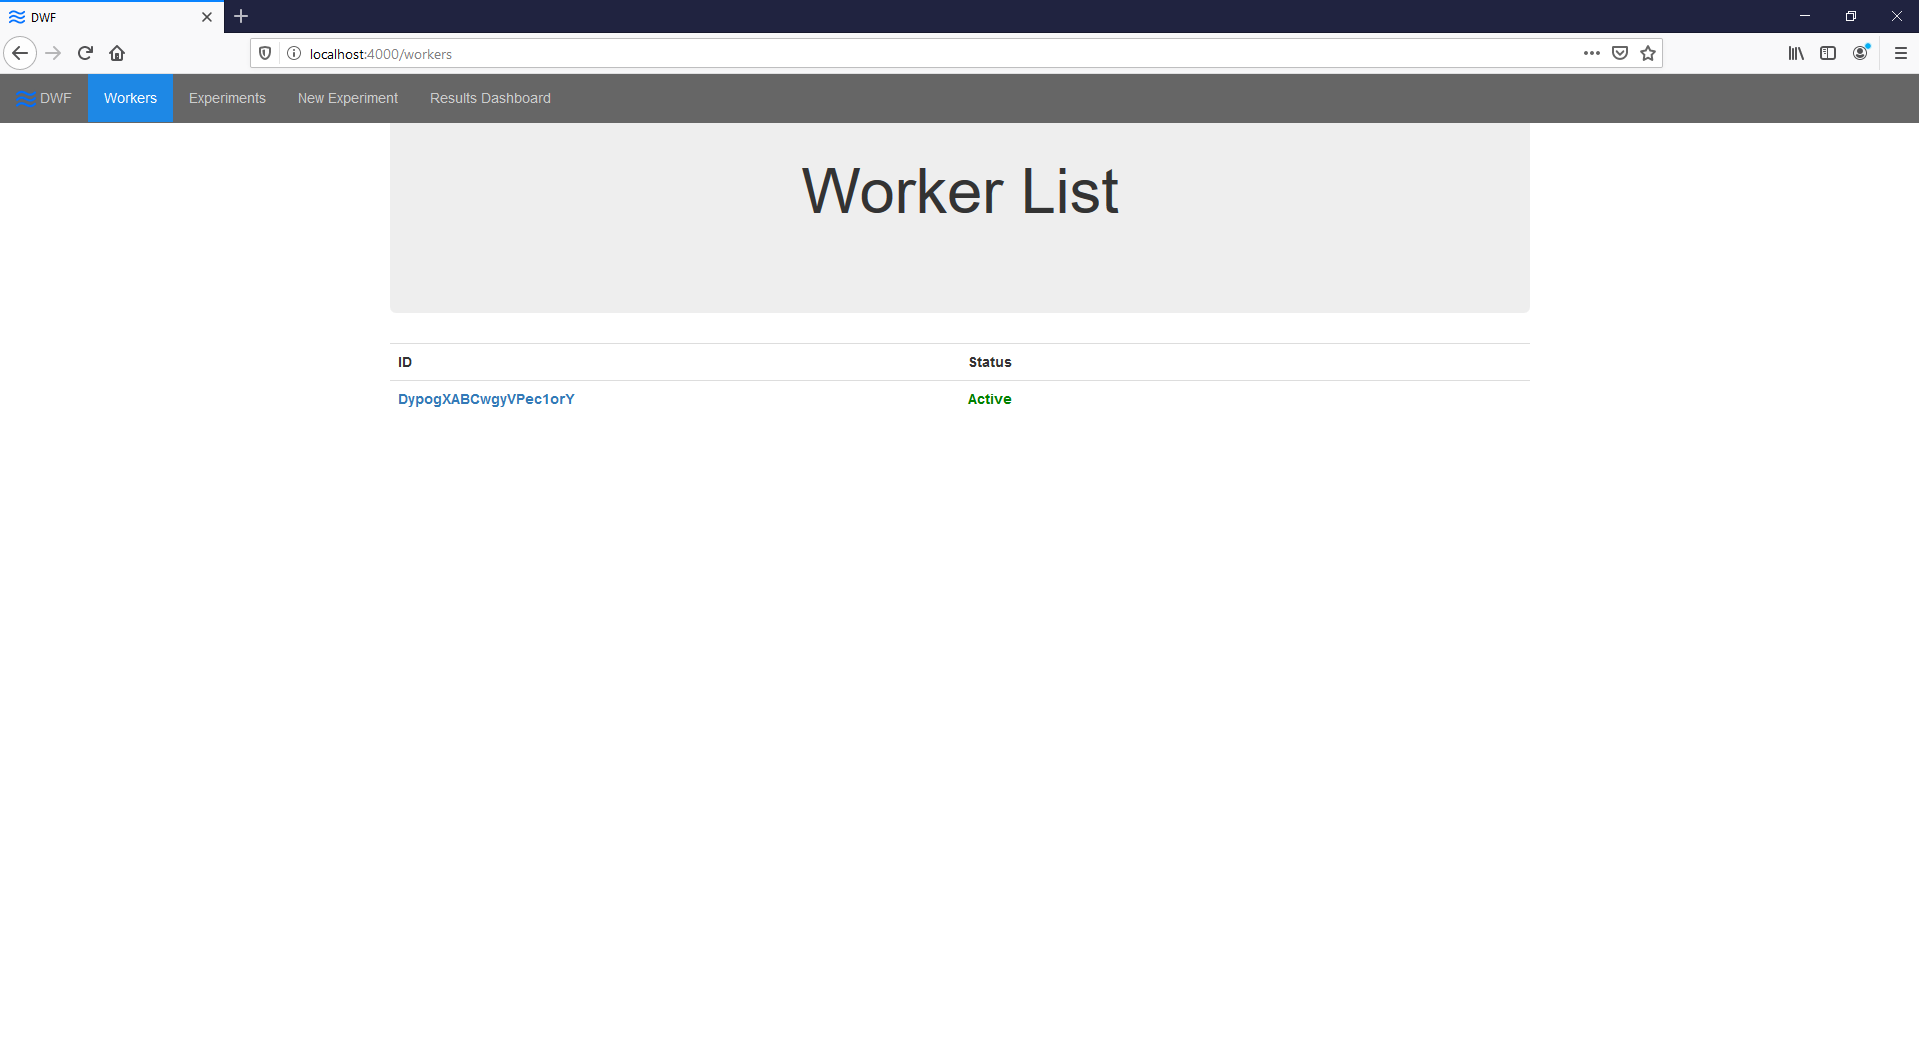 DWF
localhost:4000/workers
DWF Workers Experiments New Experiment Results Dashboard
Worker List
ID Status
DypogXABCwgyVPec1orY Active